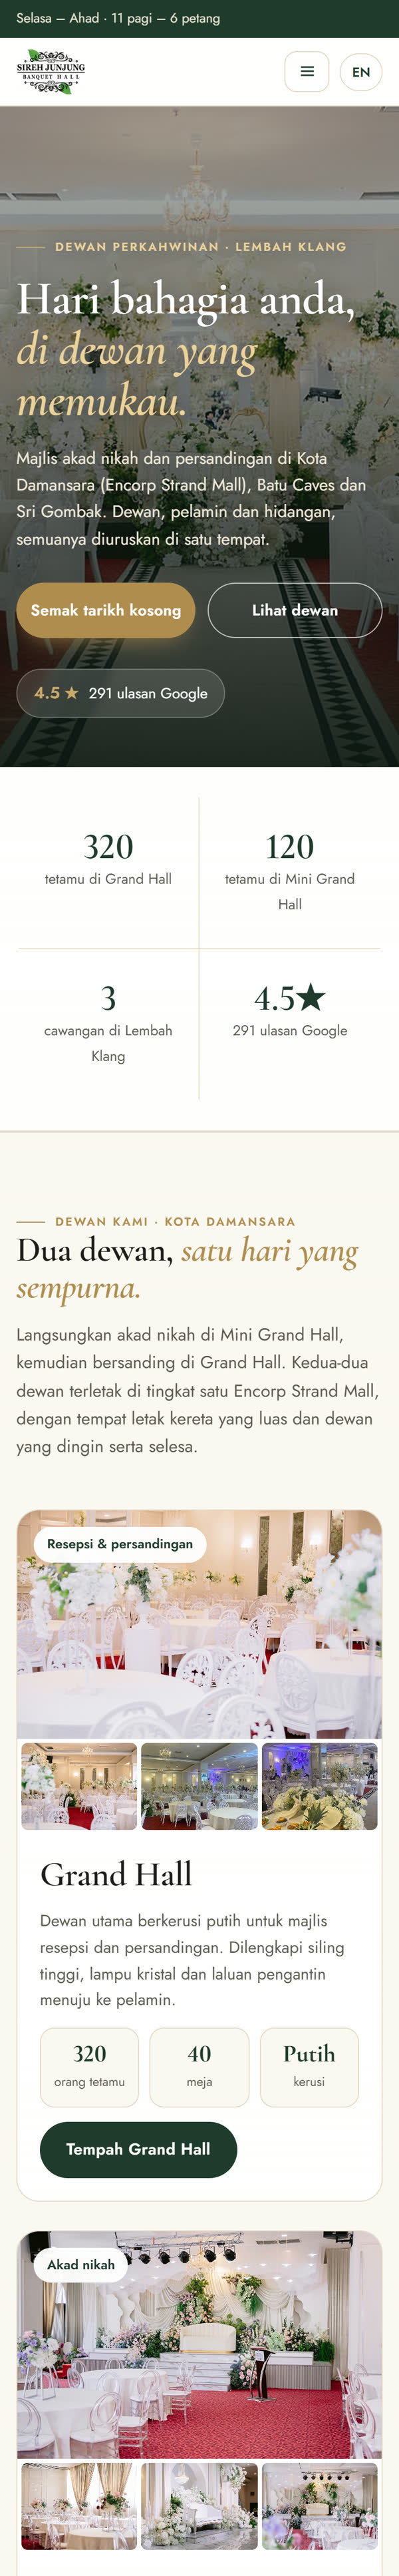 Selasa – Ahad · 11 pagi – 6 petang
SIREH JUNJUNG
BANQUET HALL
EN
DEWAN PERKAHWINAN · LEMBAH KLANG
Hari bahagia anda,
di dewan yang
memukau.
Majlis akad nikah dan persandingan di Kota
Damansara (Encorp Strand Mall), Batu Caves dan
Sri Gombak. Dewan, pelamin dan hidangan,
semuanya diuruskan di satu tempat.
Semak tarikh kosong
Lihat dewan
4.5 ★ 291 ulasan Google
320
tetamu di Grand Hall
120
tetamu di Mini Grand
Hall
3
cawangan di Lembah
Klang
4.5★
291 ulasan Google
DEWAN KAMI · KOTA DAMANSARA
Dua dewan, satu hari yang
sempurna.
Langsungkan akad nikah di Mini Grand Hall,
kemudian bersanding di Grand Hall. Kedua-dua
dewan terletak di tingkat satu Encorp Strand Mall,
dengan tempat letak kereta yang luas dan dewan
yang dingin serta selesa.
Resepsi & persandingan
Grand Hall
Dewan utama berkerusi putih untuk majlis
resepsi dan persandingan. Dilengkapi siling
tinggi, lampu kristal dan laluan pengantin
menuju ke pelamin.
320
orang tetamu
40
meja
Putih
kerusi
Tempah Grand Hall
Akad nikah